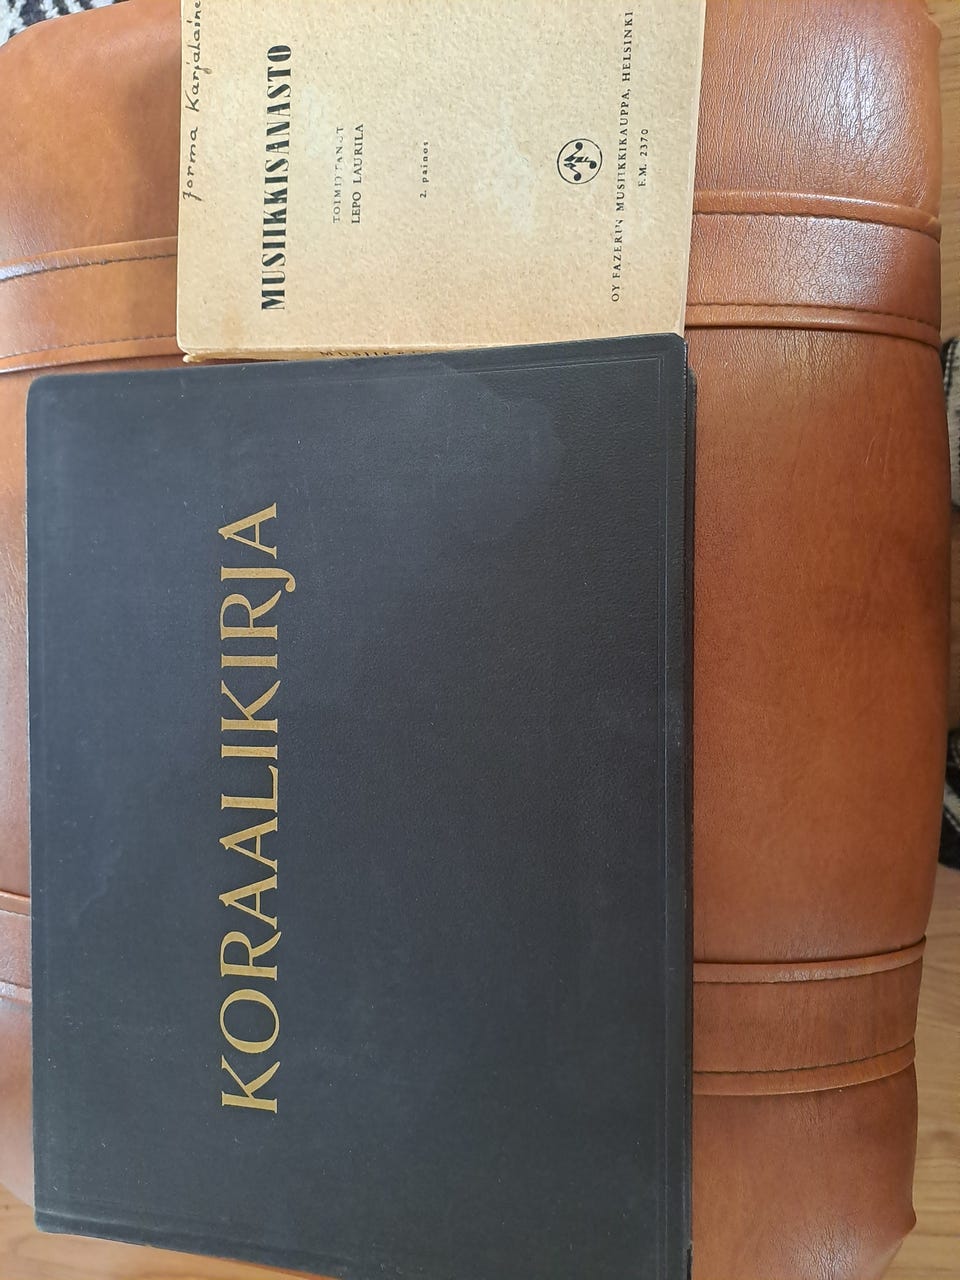 KORAALIKIRJA
Jorma Karjalaine
MUSIIKKISANASTO
TOIMITTANUT
LEPO LAURILA
2. painos
OY FAZERIN MUSIIKKIKAUPPA, HELSINKI
F.M. 2370